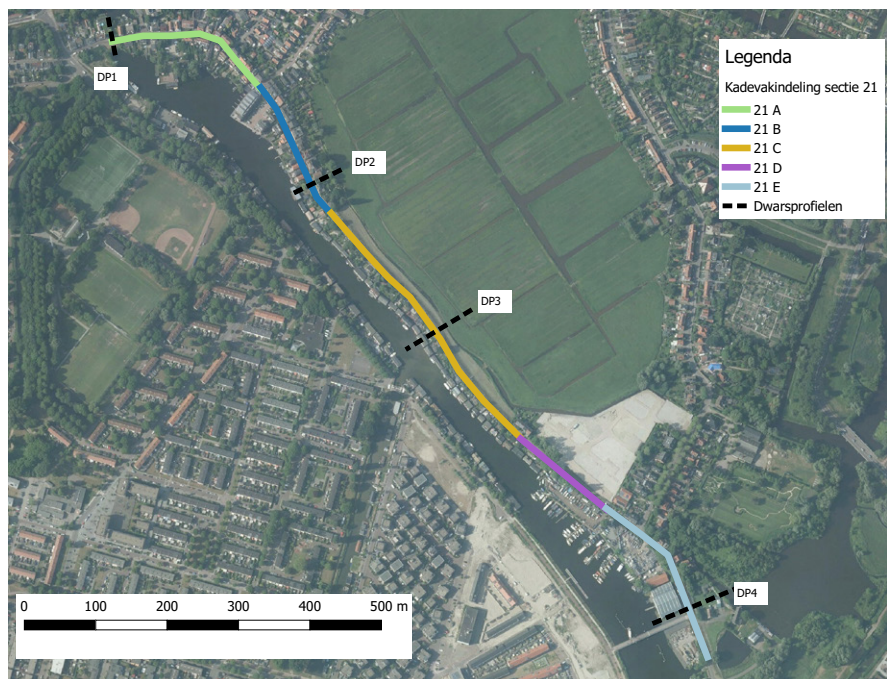 DP1
DP2
DP3
DP4
Legenda
Kadevakindeling sectie 21
21 A
21 B
21 C
21 D
21 E
Dwarsprofielen
0 100 200 300 400 500 m